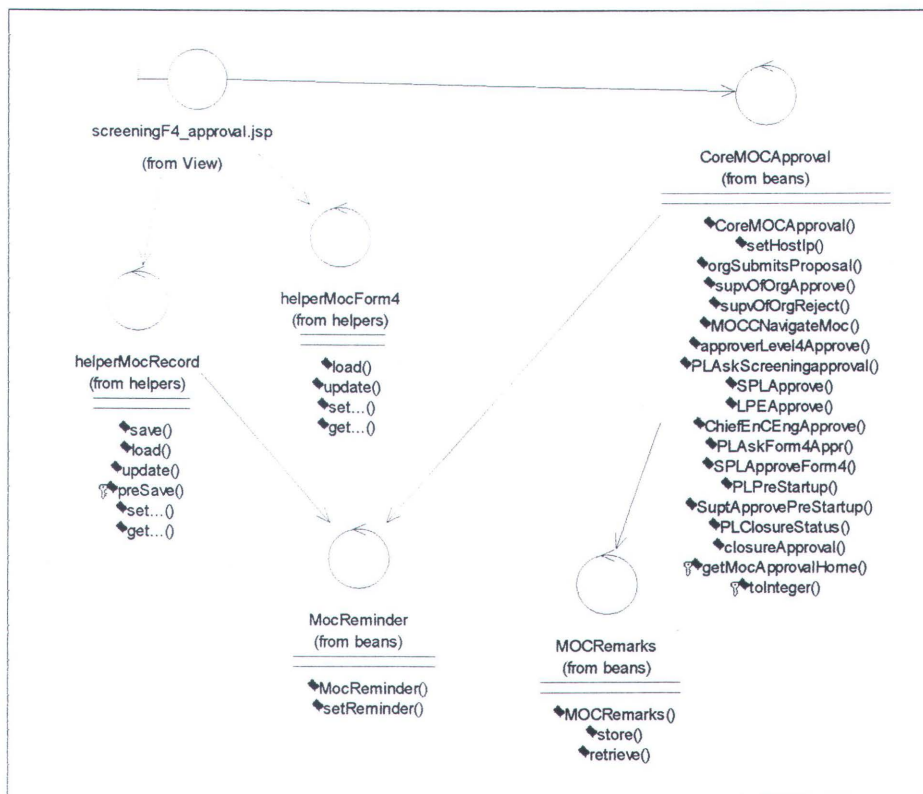 screeningF4_approval.jsp
(from View)
CoreMOCApproval
(from beans)
CoreMOCApproval()
setHostIp()
orgSubmitsProposal()
supvOfOrgApprove()
supvOfOrgReject()
MOCCNavigateMoc()
approverLevel4Approve()
PLAskScreeningapproval()
SPLApprove()
LPEApprove()
ChiefEnCEngApprove()
PLAskForm4Appr()
SPLApproveForm4()
PLPreStartup()
SuptApprovePreStartup()
PLClosureStatus()
closureApproval()
getMocApprovalHome()
toInteger()
helperMocForm4
(from helpers)
load()
update()
set...()
get...()
helperMocRecord
(from helpers)
save()
load()
update()
preSave()
set...()
get...()
MocReminder
(from beans)
MocReminder()
setReminder()
MOCRemarks
(from beans)
MOCRemarks()
store()
retrieve()